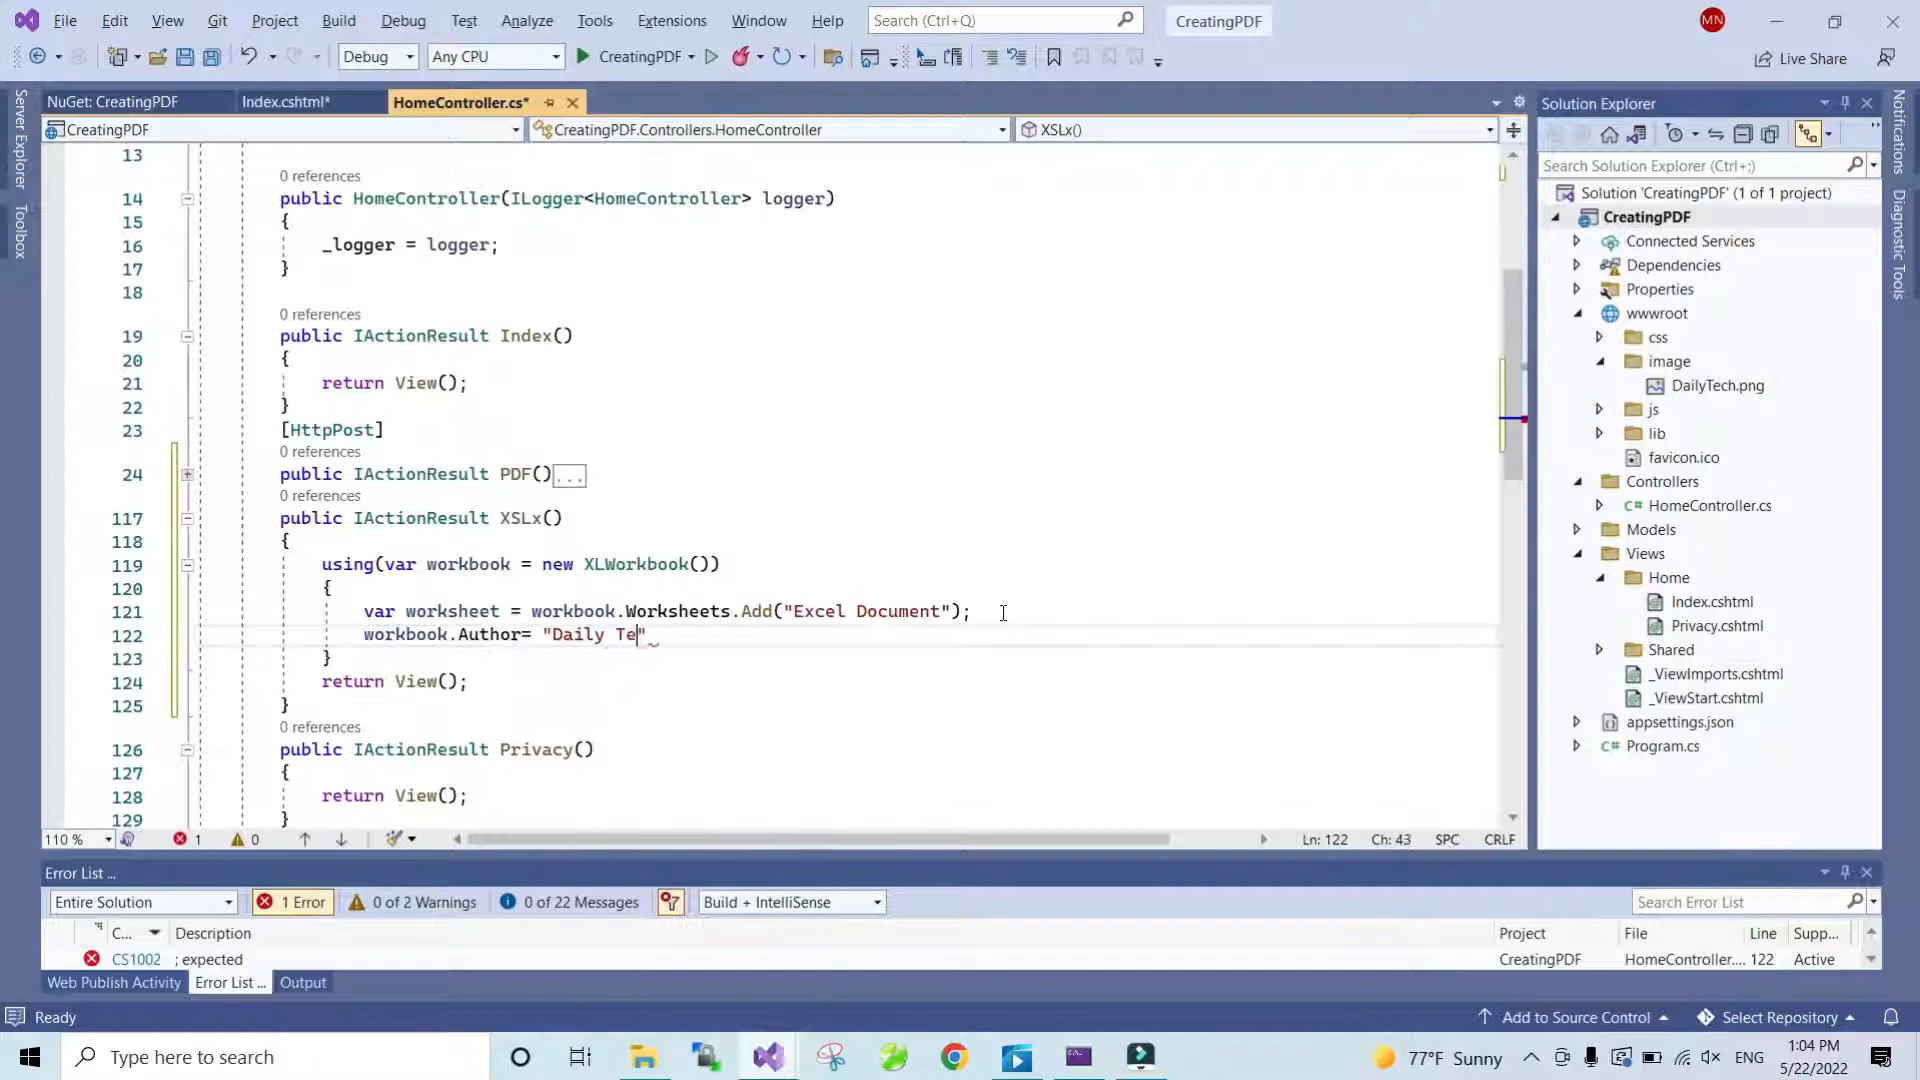 File Edit View Git Project Build Debug Test Analyze Tools Extensions Window Help Search (Ctrl+Q) CreatingPDF MN
Debug Any CPU CreatingPDF Live Share
Server Explorer
Toolbox
NuGet: CreatingPDF Index.cshtml* HomeController.cs*
CreatingPDF CreatingPDF.Controllers.HomeController XSLx()
13
0 references
14 public HomeController(ILogger<HomeController> logger)
15 {
16 _logger = logger;
17 }
18
0 references
19 public IActionResult Index()
20 {
21 return View();
22 }
23 [HttpPost]
0 references
24 public IActionResult PDF()...
0 references
117 public IActionResult XSLx()
118 {
119 using(var workbook = new XLWorkbook())
120 {
121 var worksheet = workbook.Worksheets.Add("Excel Document");
122 workbook.Author= "Daily Te"
123 }
124 return View();
125 }
0 references
126 public IActionResult Privacy()
127 {
128 return View();
129 }
110 % 1 0 Ln: 122 Ch: 43 SPC CRLF
Solution Explorer
Search Solution Explorer (Ctrl+;)
Solution 'CreatingPDF' (1 of 1 project)
CreatingPDF
Connected Services
Dependencies
Properties
wwwroot
css
image
DailyTech.png
js
lib
favicon.ico
Controllers
C# HomeController.cs
Models
Views
Home
Index.cshtml
Privacy.cshtml
Shared
_ViewImports.cshtml
_ViewStart.cshtml
appsettings.json
C# Program.cs
Notifications
Diagnostic Tools
Error List ...
Entire Solution 1 Error 0 of 2 Warnings 0 of 22 Messages Build + IntelliSense Search Error List
C... Description Project File Line Supp...
CS1002 ; expected CreatingPDF HomeController.... 122 Active
Web Publish Activity Error List ... Output
Ready Add to Source Control Select Repository
Type here to search 77°F Sunny ENG 1:04 PM
5/22/2022